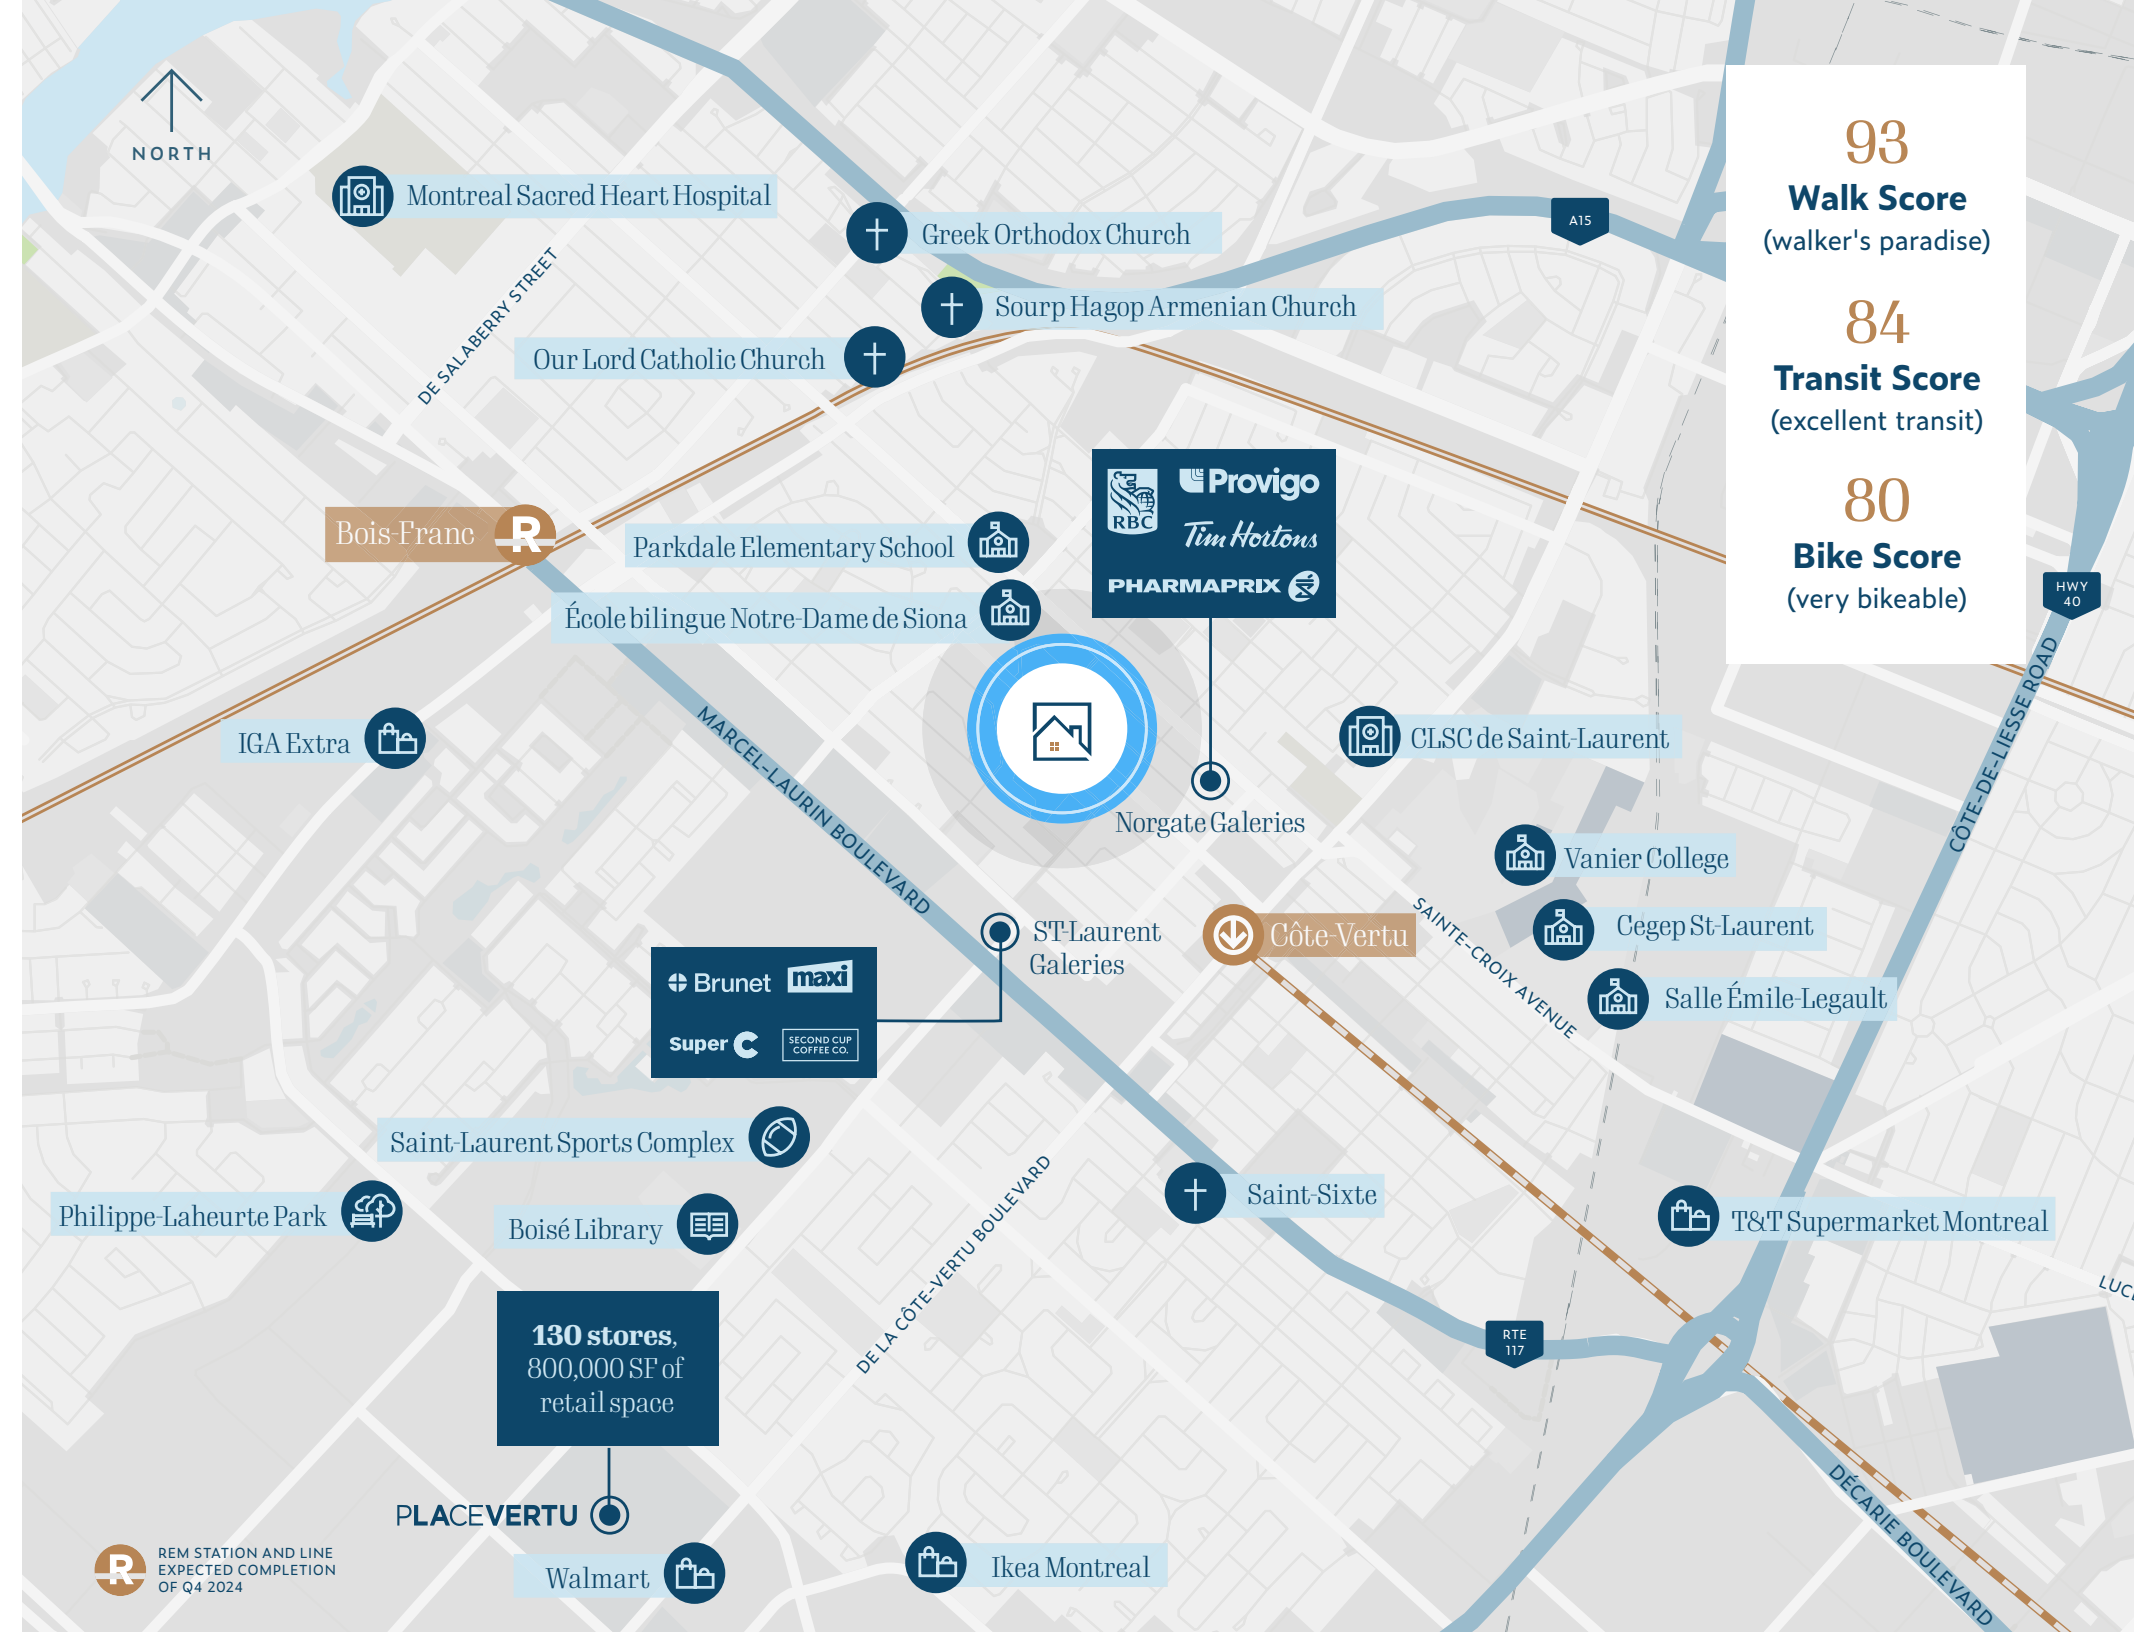 NORTH
Montreal Sacred Heart Hospital
Greek Orthodox Church
A15
93
Walk Score
(walker's paradise)
84
Transit Score
(excellent transit)
80
Bike Score
(very bikeable)
DE SALABERRY STREET
Sourp Hagop Armenian Church
Our Lord Catholic Church
RBC
Provigo
Tim Hortons
PHARMAPRIX
Bois-Franc
R
Parkdale Elementary School
École bilingue Notre-Dame de Siona
HWY
40
CÔTE-DE-LIESSE ROAD
IGA Extra
MARCEL-LAURIN BOULEVARD
CLSC de Saint-Laurent
Norgate Galeries
Vanier College
SAINTE-CROIX AVENUE
Cegep St-Laurent
ST-Laurent
Galeries
Côte-Vertu
Brunet
maxi
Super C
SECOND CUP
COFFEE CO.
Salle Émile-Legault
Saint-Laurent Sports Complex
Philippe-Laheurte Park
Boisé Library
DE LA CÔTE-VERTU BOULEVARD
Saint-Sixte
T&T Supermarket Montreal
LUCE
RTE
117
130 stores,
800,000 SF of
retail space
PLACEVERTU
DÉCARIE BOULEVARD
R
REM STATION AND LINE
EXPECTED COMPLETION
OF Q4 2024
Walmart
Ikea Montreal